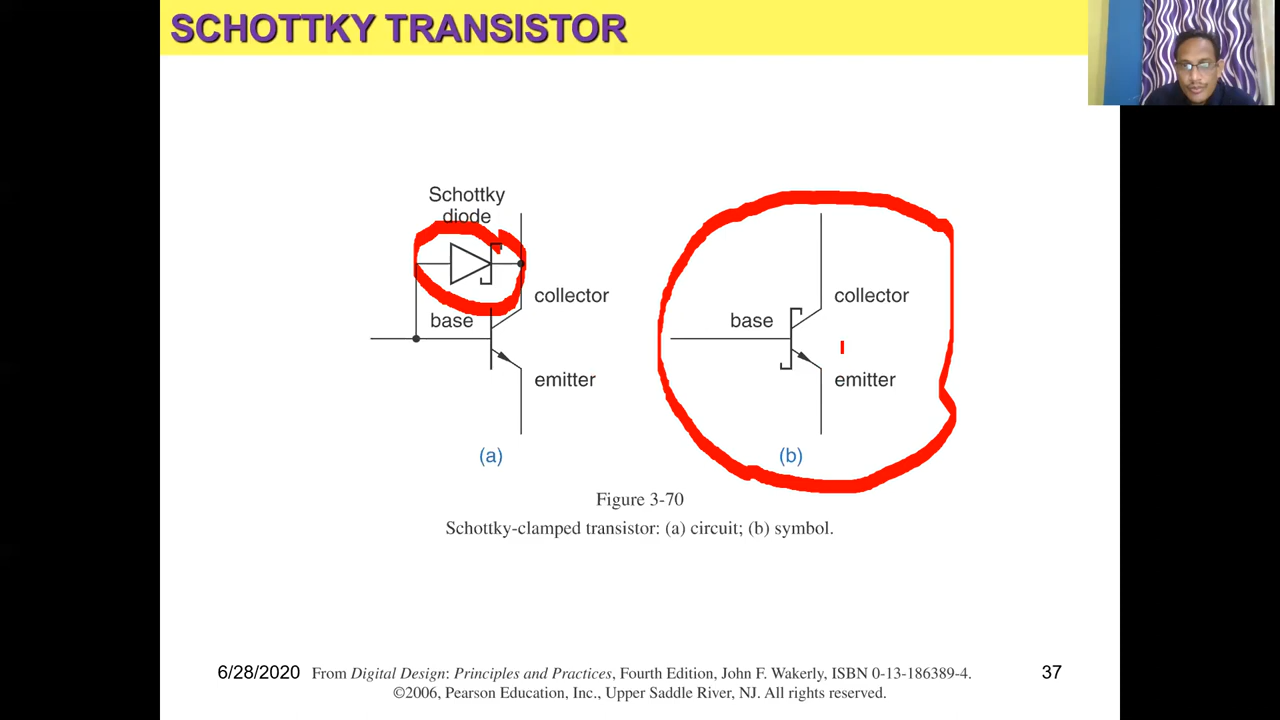 SCHOTTKY TRANSISTOR
Schottky
diode
collector
base
emitter
(a)
collector
base
emitter
(b)
Figure 3-70
Schottky-clamped transistor: (a) circuit; (b) symbol.
6/28/2020
From Digital Design: Principles and Practices, Fourth Edition, John F. Wakerly, ISBN 0-13-186389-4.
©2006, Pearson Education, Inc., Upper Saddle River, NJ. All rights reserved.
37